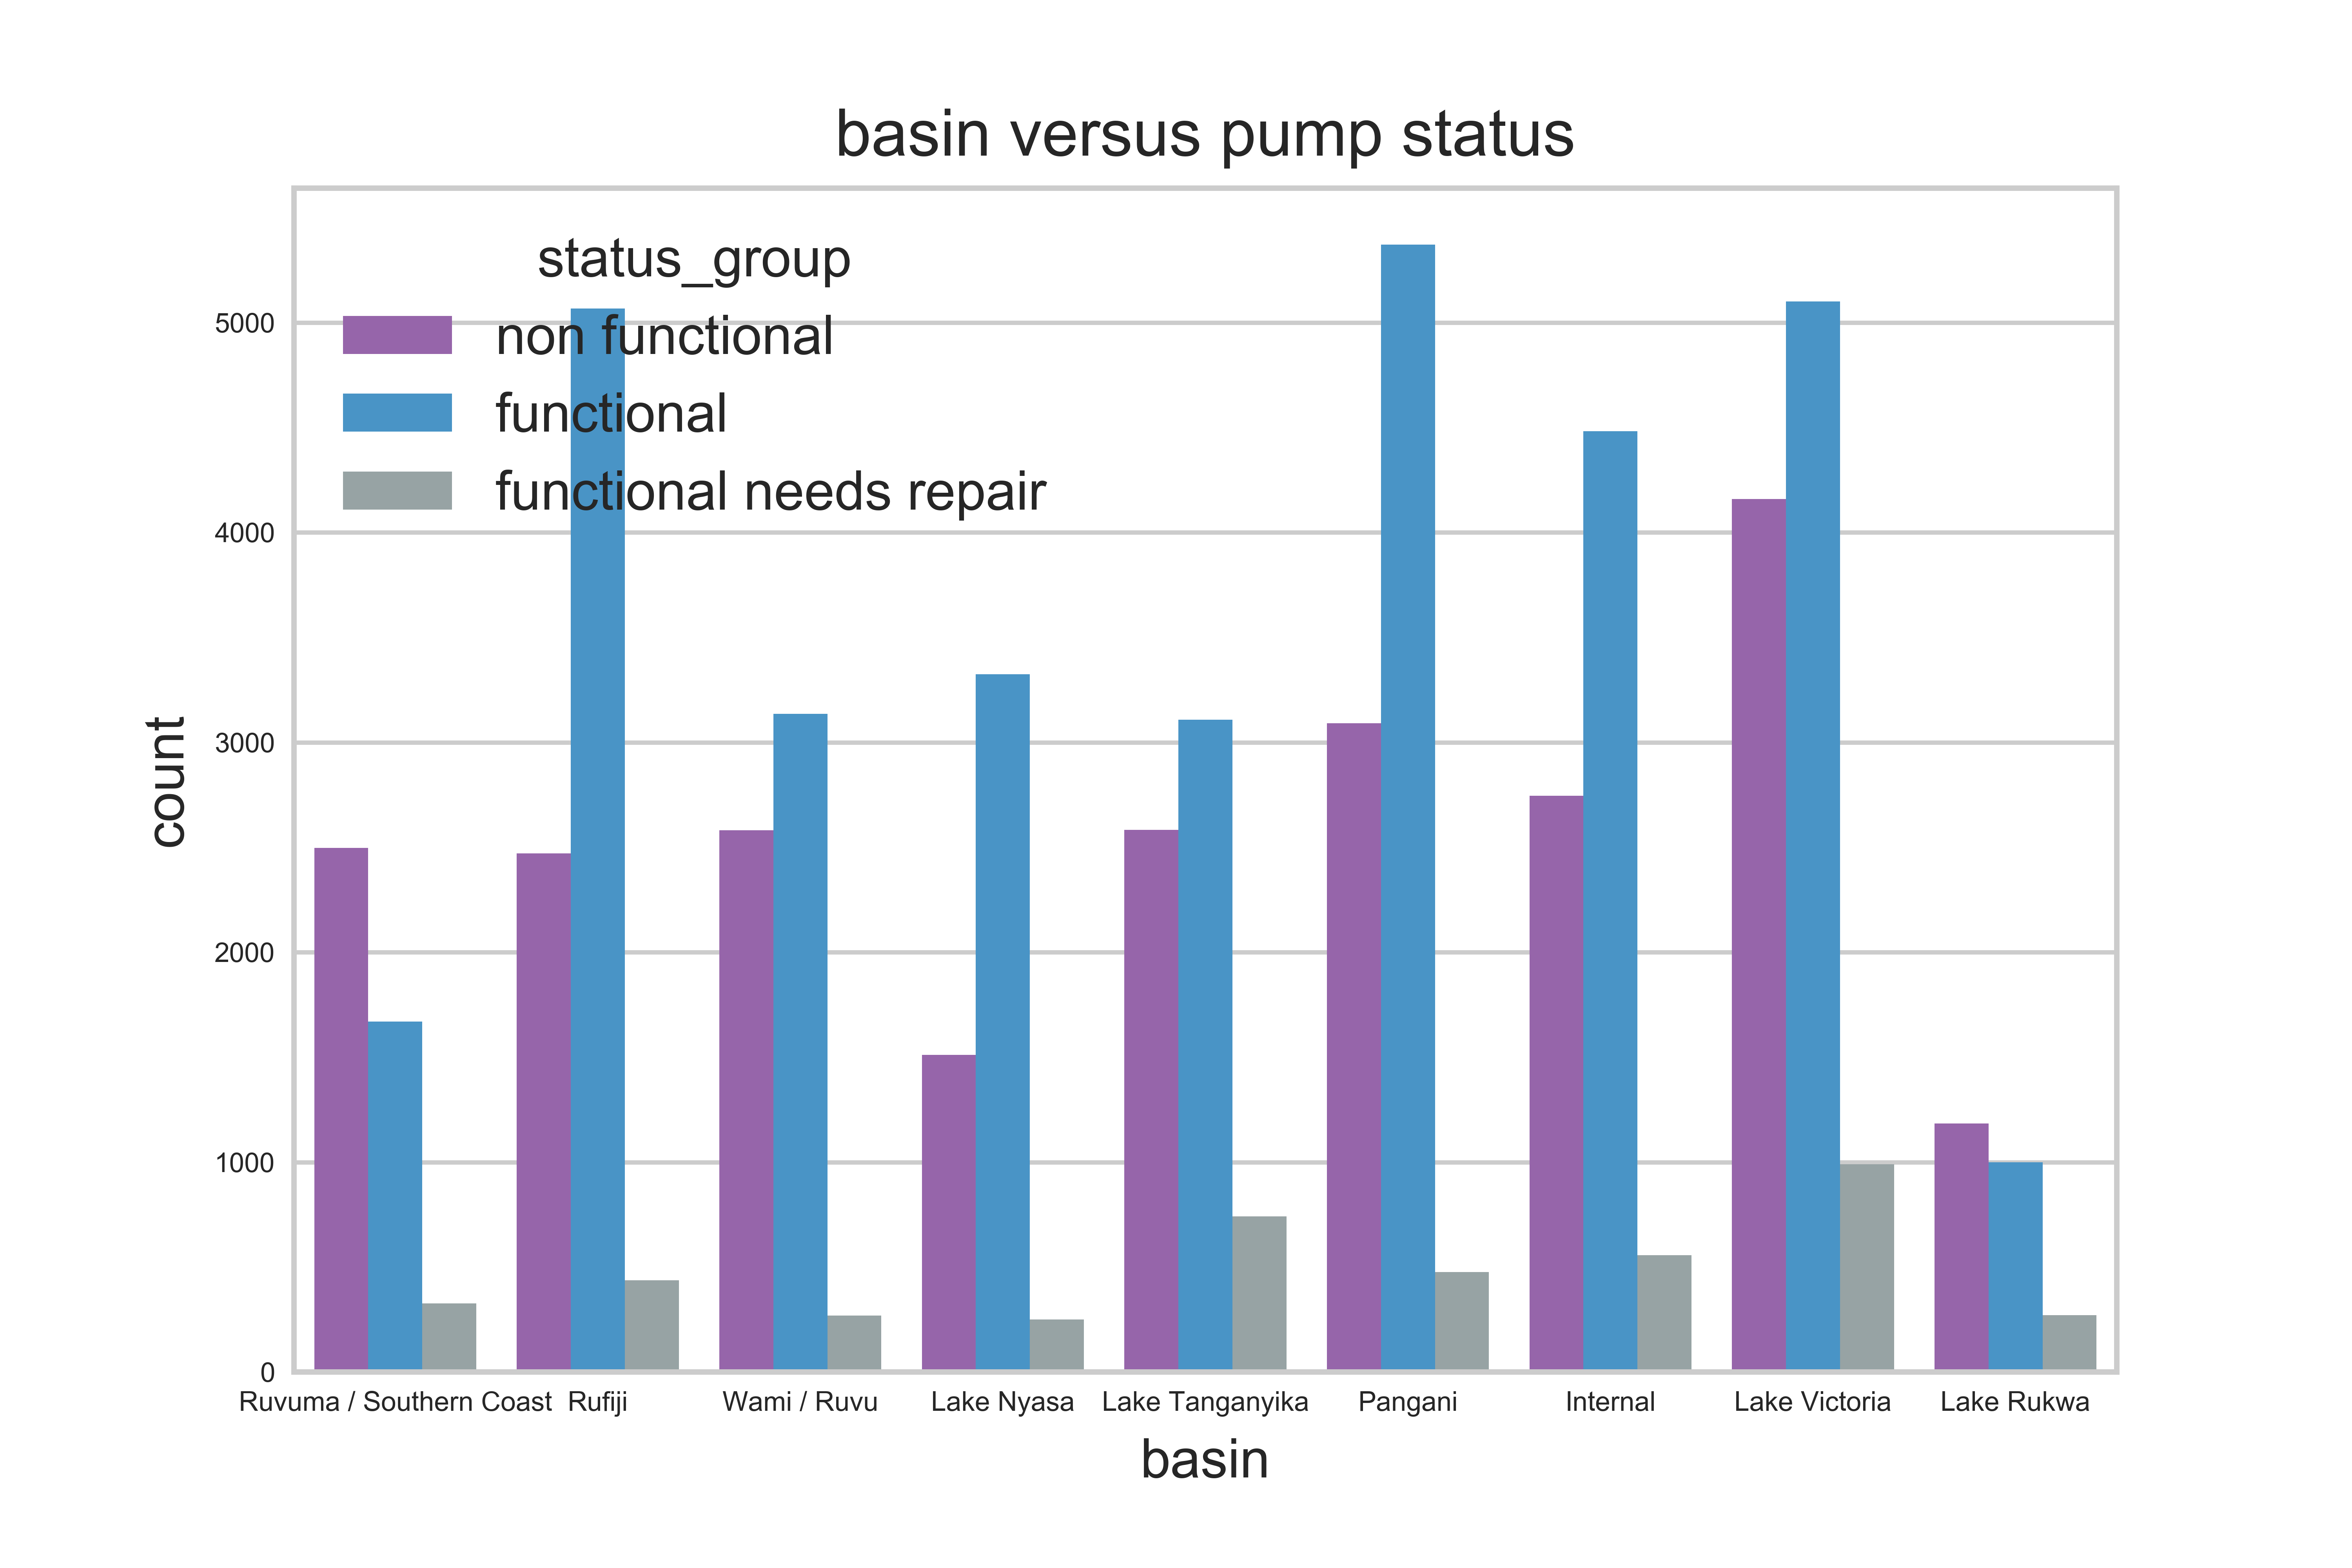 basin versus pump status
status_group
non functional
functional
functional needs repair
5000
4000
3000
2000
1000
0
count
Ruvuma / Southern Coast Rufiji Wami / Ruvu Lake Nyasa Lake Tanganyika Pangani Internal Lake Victoria Lake Rukwa
basin